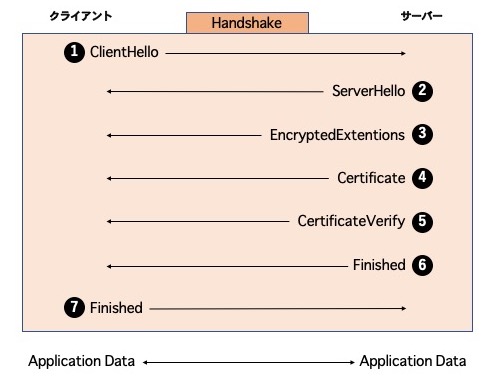 クライアント
Handshake
サーバー
1 ClientHello
ServerHello 2
EncryptedExtentions 3
Certificate 4
CertificateVerify 5
Finished 6
7 Finished
Application Data Application Data